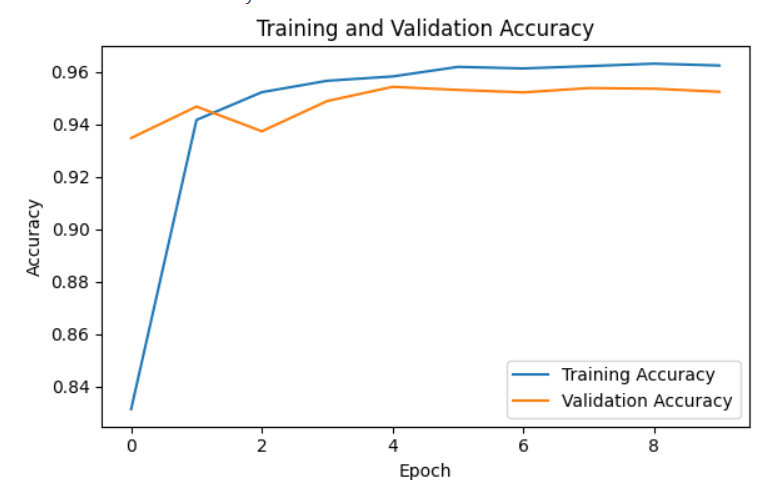 Training and Validation Accuracy
0.96
0.94
0.92
0.90
0.88
0.86
0.84
Accuracy
Training Accuracy
Validation Accuracy
0 2 4 6 8
Epoch